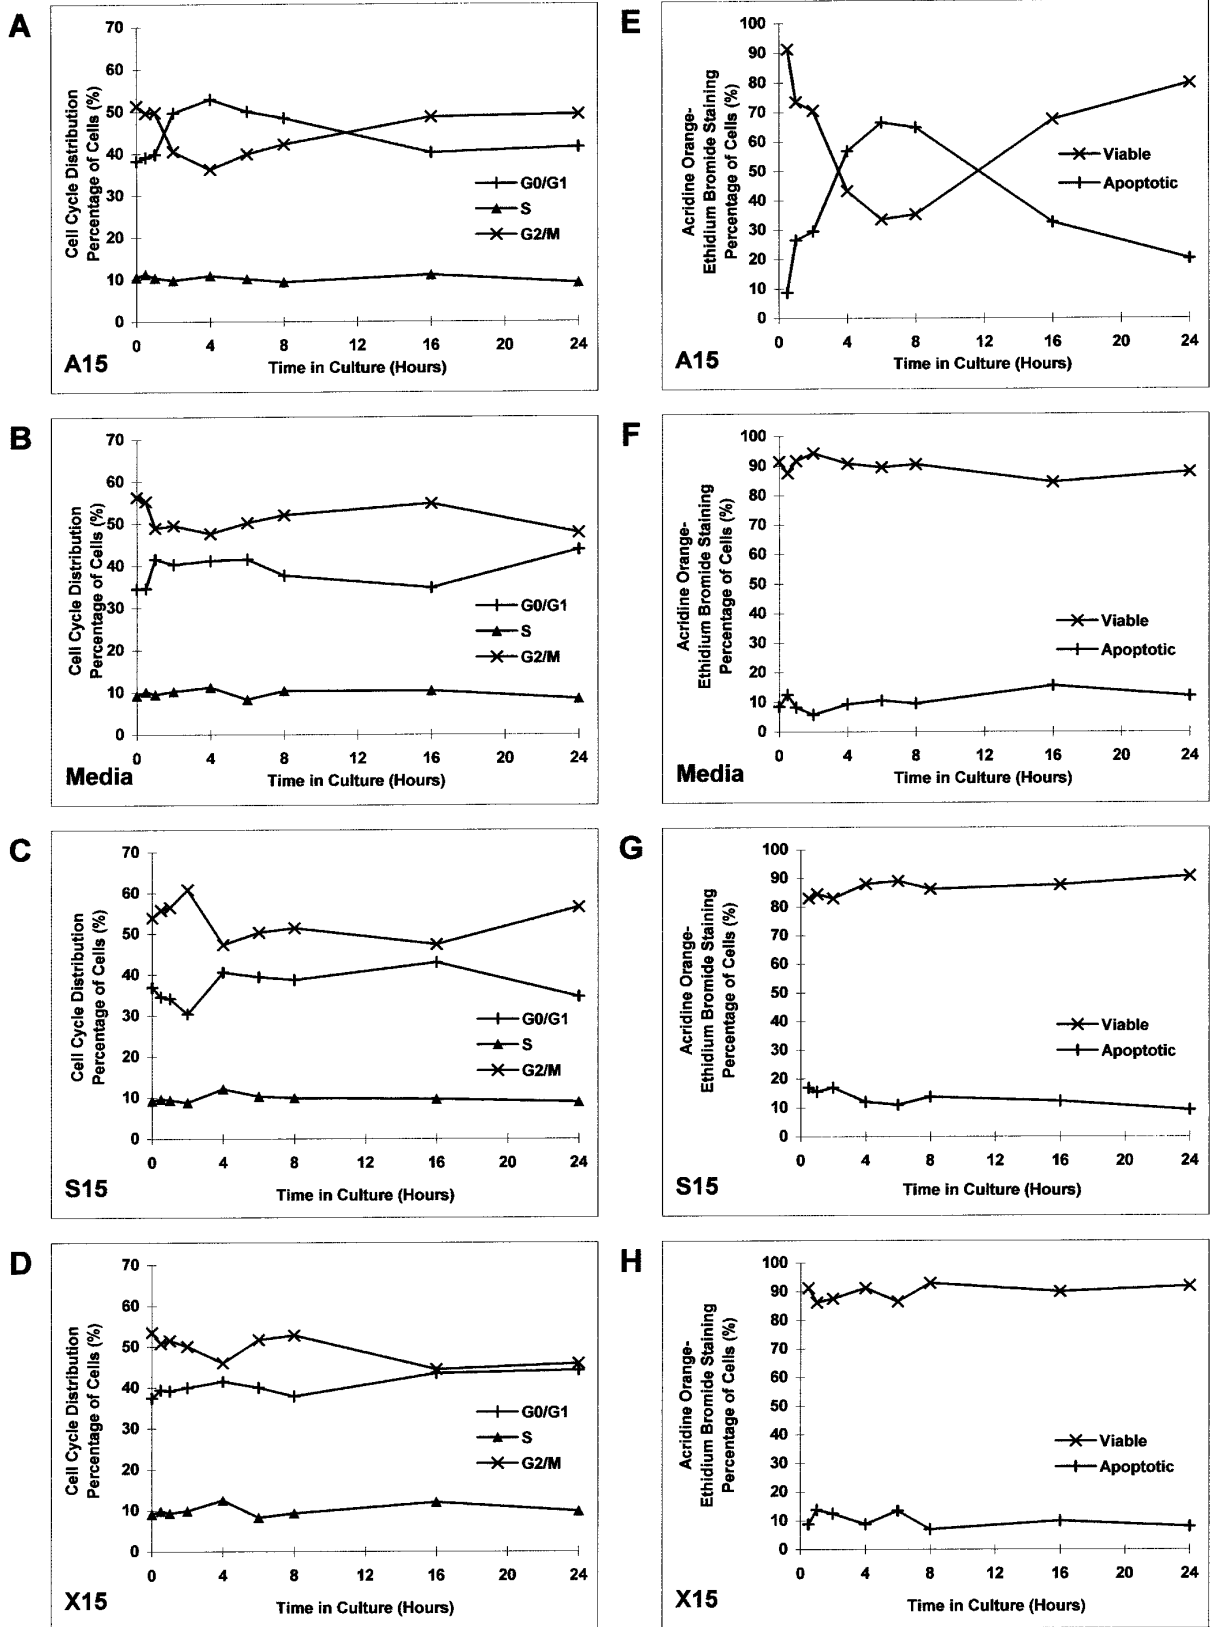 A
Cell Cycle Distribution
Percentage of Cells (%)
70
60
50
40
30
20
10
0
G0/G1
S
G2/M
0 4 8 12 16 20 24
Time in Culture (Hours)
A15
E
Acridine Orange-
Ethidium Bromide Staining
Percentage of Cells (%)
100
90
80
70
60
50
40
30
20
10
0
Viable
Apoptotic
0 4 8 12 16 20 24
Time in Culture (Hours)
A15
B
Cell Cycle Distribution
Percentage of Cells (%)
70
60
50
40
30
20
10
0
G0/G1
S
G2/M
0 4 8 12 16 20 24
Time in Culture (Hours)
Media
F
Acridine Orange-
Ethidium Bromide Staining
Percentage of Cells (%)
100
90
80
70
60
50
40
30
20
10
0
Viable
Apoptotic
0 4 8 12 16 20 24
Time in Culture (Hours)
Media
C
Cell Cycle Distribution
Percentage of Cells (%)
70
60
50
40
30
20
10
0
G0/G1
S
G2/M
0 4 8 12 16 20 24
Time in Culture (Hours)
S15
G
Acridine Orange-
Ethidium Bromide Staining
Percentage of Cells (%)
100
90
80
70
60
50
40
30
20
10
0
Viable
Apoptotic
0 4 8 12 16 20 24
Time in Culture (Hours)
S15
D
Cell Cycle Distribution
Percentage of Cells (%)
70
60
50
40
30
20
10
0
G0/G1
S
G2/M
0 4 8 12 16 20 24
Time in Culture (Hours)
X15
H
Acridine Orange-
Ethidium Bromide Staining
Percentage of Cells (%)
100
90
80
70
60
50
40
30
20
10
0
Viable
Apoptotic
0 4 8 12 16 20 24
Time in Culture (Hours)
X15